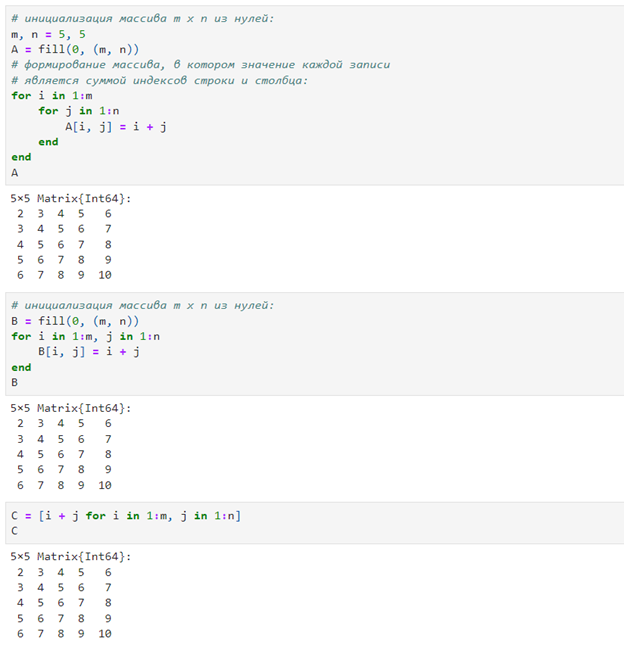 # инициализация массива m x n из нулей:
m, n = 5, 5
A = fill(0, (m, n))
# формирование массива, в котором значение каждой записи
# является суммой индексов строки и столбца:
for i in 1:m
    for j in 1:n
        A[i, j] = i + j
    end
end
A
5×5 Matrix{Int64}:
 2  3  4  5   6
 3  4  5  6   7
 4  5  6  7   8
 5  6  7  8   9
 6  7  8  9  10
# инициализация массива m x n из нулей:
B = fill(0, (m, n))
for i in 1:m, j in 1:n
    B[i, j] = i + j
end
B
5×5 Matrix{Int64}:
 2  3  4  5   6
 3  4  5  6   7
 4  5  6  7   8
 5  6  7  8   9
 6  7  8  9  10
C = [i + j for i in 1:m, j in 1:n]
C
5×5 Matrix{Int64}:
 2  3  4  5   6
 3  4  5  6   7
 4  5  6  7   8
 5  6  7  8   9
 6  7  8  9  10